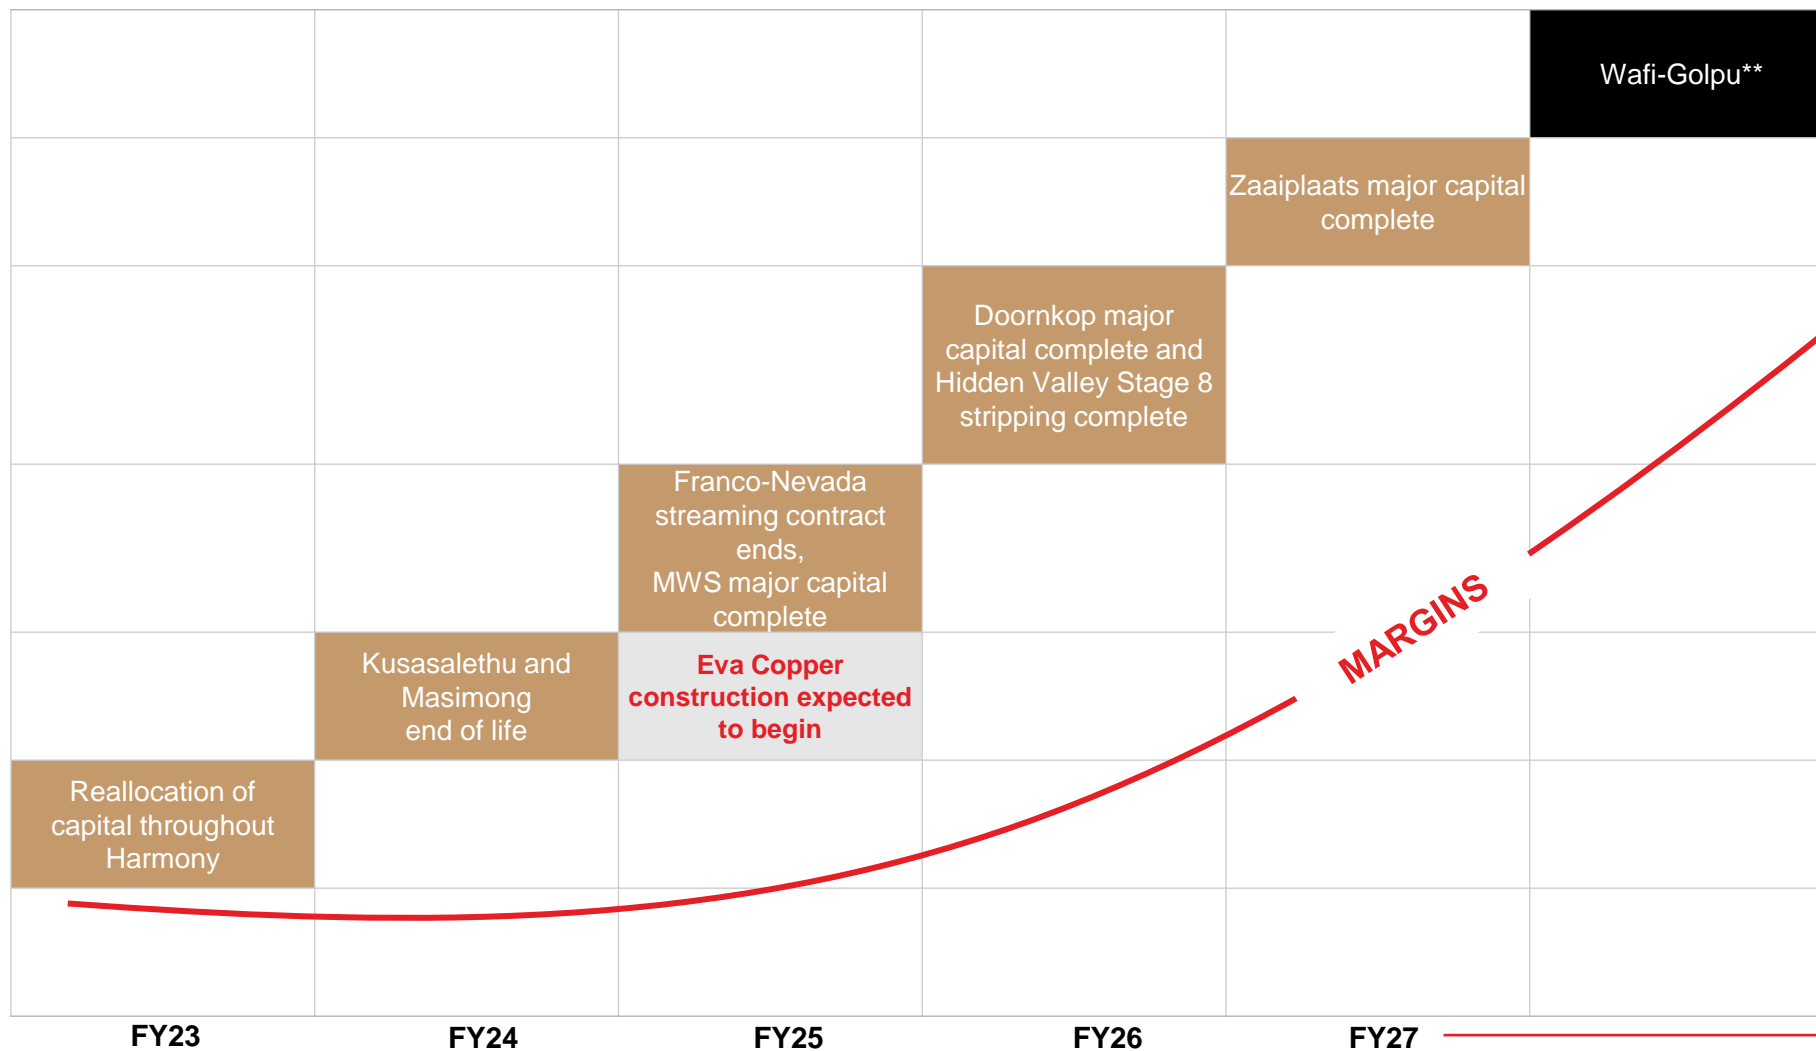 Wafi-Golpu**
Zaaiplaats major capital
complete
Doornkop major
capital complete and
Hidden Valley Stage 8
stripping complete
Franco-Nevada
streaming contract
ends,
MWS major capital
complete
MARGINS
Kusasalethu and
Masimong
end of life
Eva Copper
construction expected
to begin
Reallocation of
capital throughout
Harmony
FY23
FY24
FY25
FY26
FY27